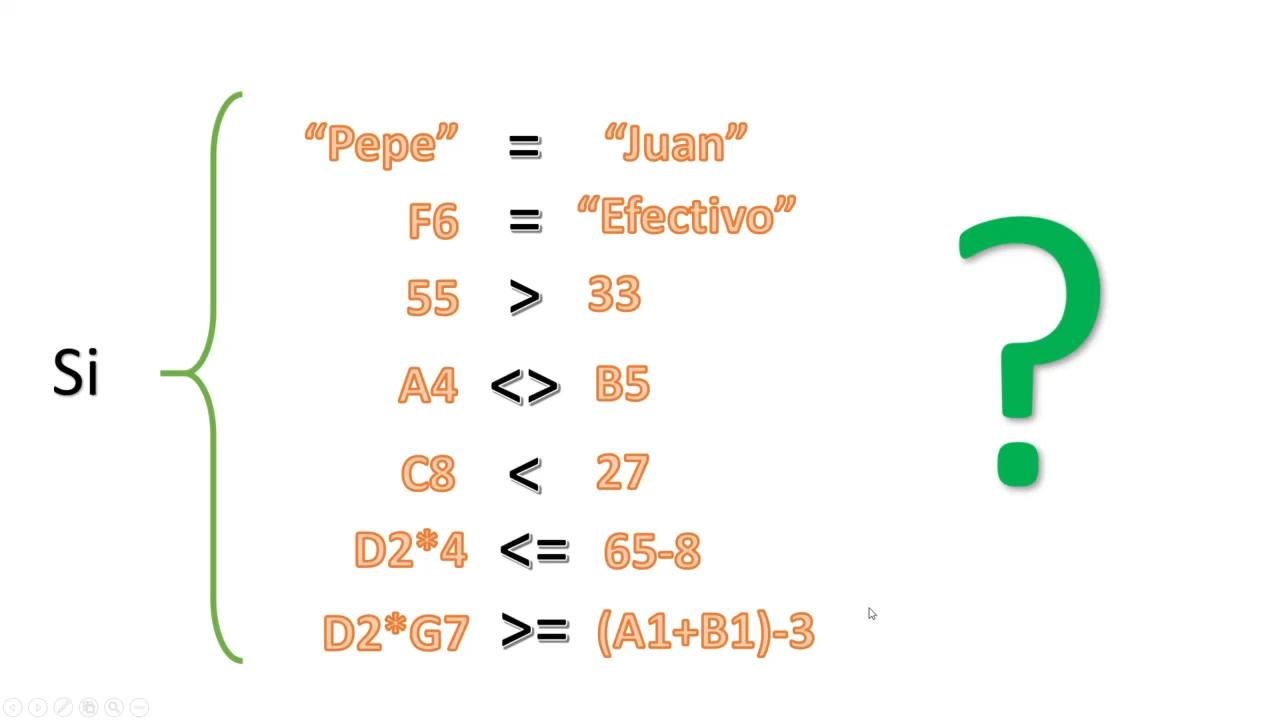 “Pepe” = “Juan”
F6 = “Efectivo”
55 > 33
Si
A4 <> B5
C8 < 27
D2*4 <= 65-8
D2*G7 >= (A1+B1)-3
?